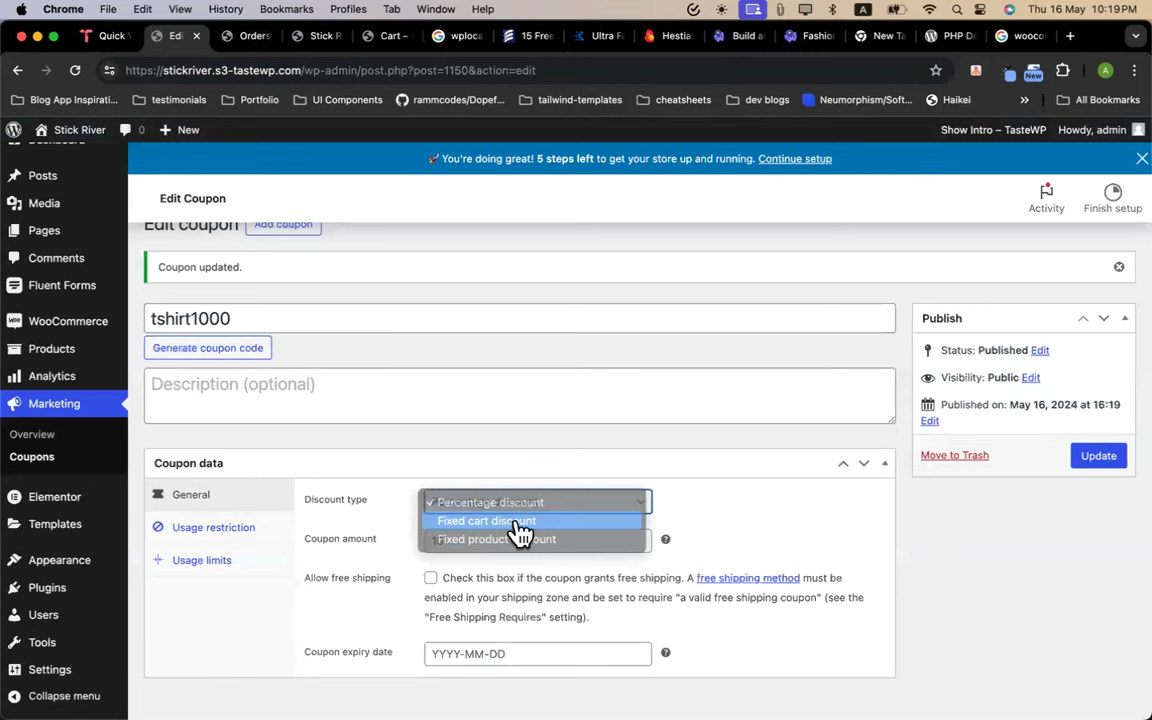 Chrome File Edit View History Bookmarks Profiles Tab Window Help A Thu 16 May 10:19 PM
Quick V Edi Orders Stick R Cart – wploca 15 Free Ultra F Hestia: Build a Fashion New Ta PHP De wooco
https://stickriver.s3-tastewp.com/wp-admin/post.php?post=1150&action=edit New A
Blog App Inspirati... testimonials Portfolio UI Components rammcodes/Dopef... tailwind-templates cheatsheets dev blogs Neumorphism/Soft... Haikei » All Bookmarks
Stick River 0 New Show Intro – TasteWP Howdy, admin
🚀 You're doing great! 5 steps left to get your store up and running. Continue setup
Edit Coupon
Activity
Finish setup
Posts
Media
Pages
Comments
Fluent Forms
WooCommerce
Products
Analytics
Marketing
Overview
Coupons
Elementor
Templates
Appearance
Plugins
Users
Tools
Settings
Collapse menu
Edit coupon Add coupon
Coupon updated.
tshirt1000
Generate coupon code
Description (optional)
Coupon data
General
Usage restriction
Usage limits
Discount type
Percentage discount
Fixed cart discount
Fixed product discount
Coupon amount
Allow free shipping
Check this box if the coupon grants free shipping. A free shipping method must be
enabled in your shipping zone and be set to require "a valid free shipping coupon" (see the
"Free Shipping Requires" setting).
Coupon expiry date
YYYY-MM-DD
Publish
Status: Published Edit
Visibility: Public Edit
Published on: May 16, 2024 at 16:19
Edit
Move to Trash
Update